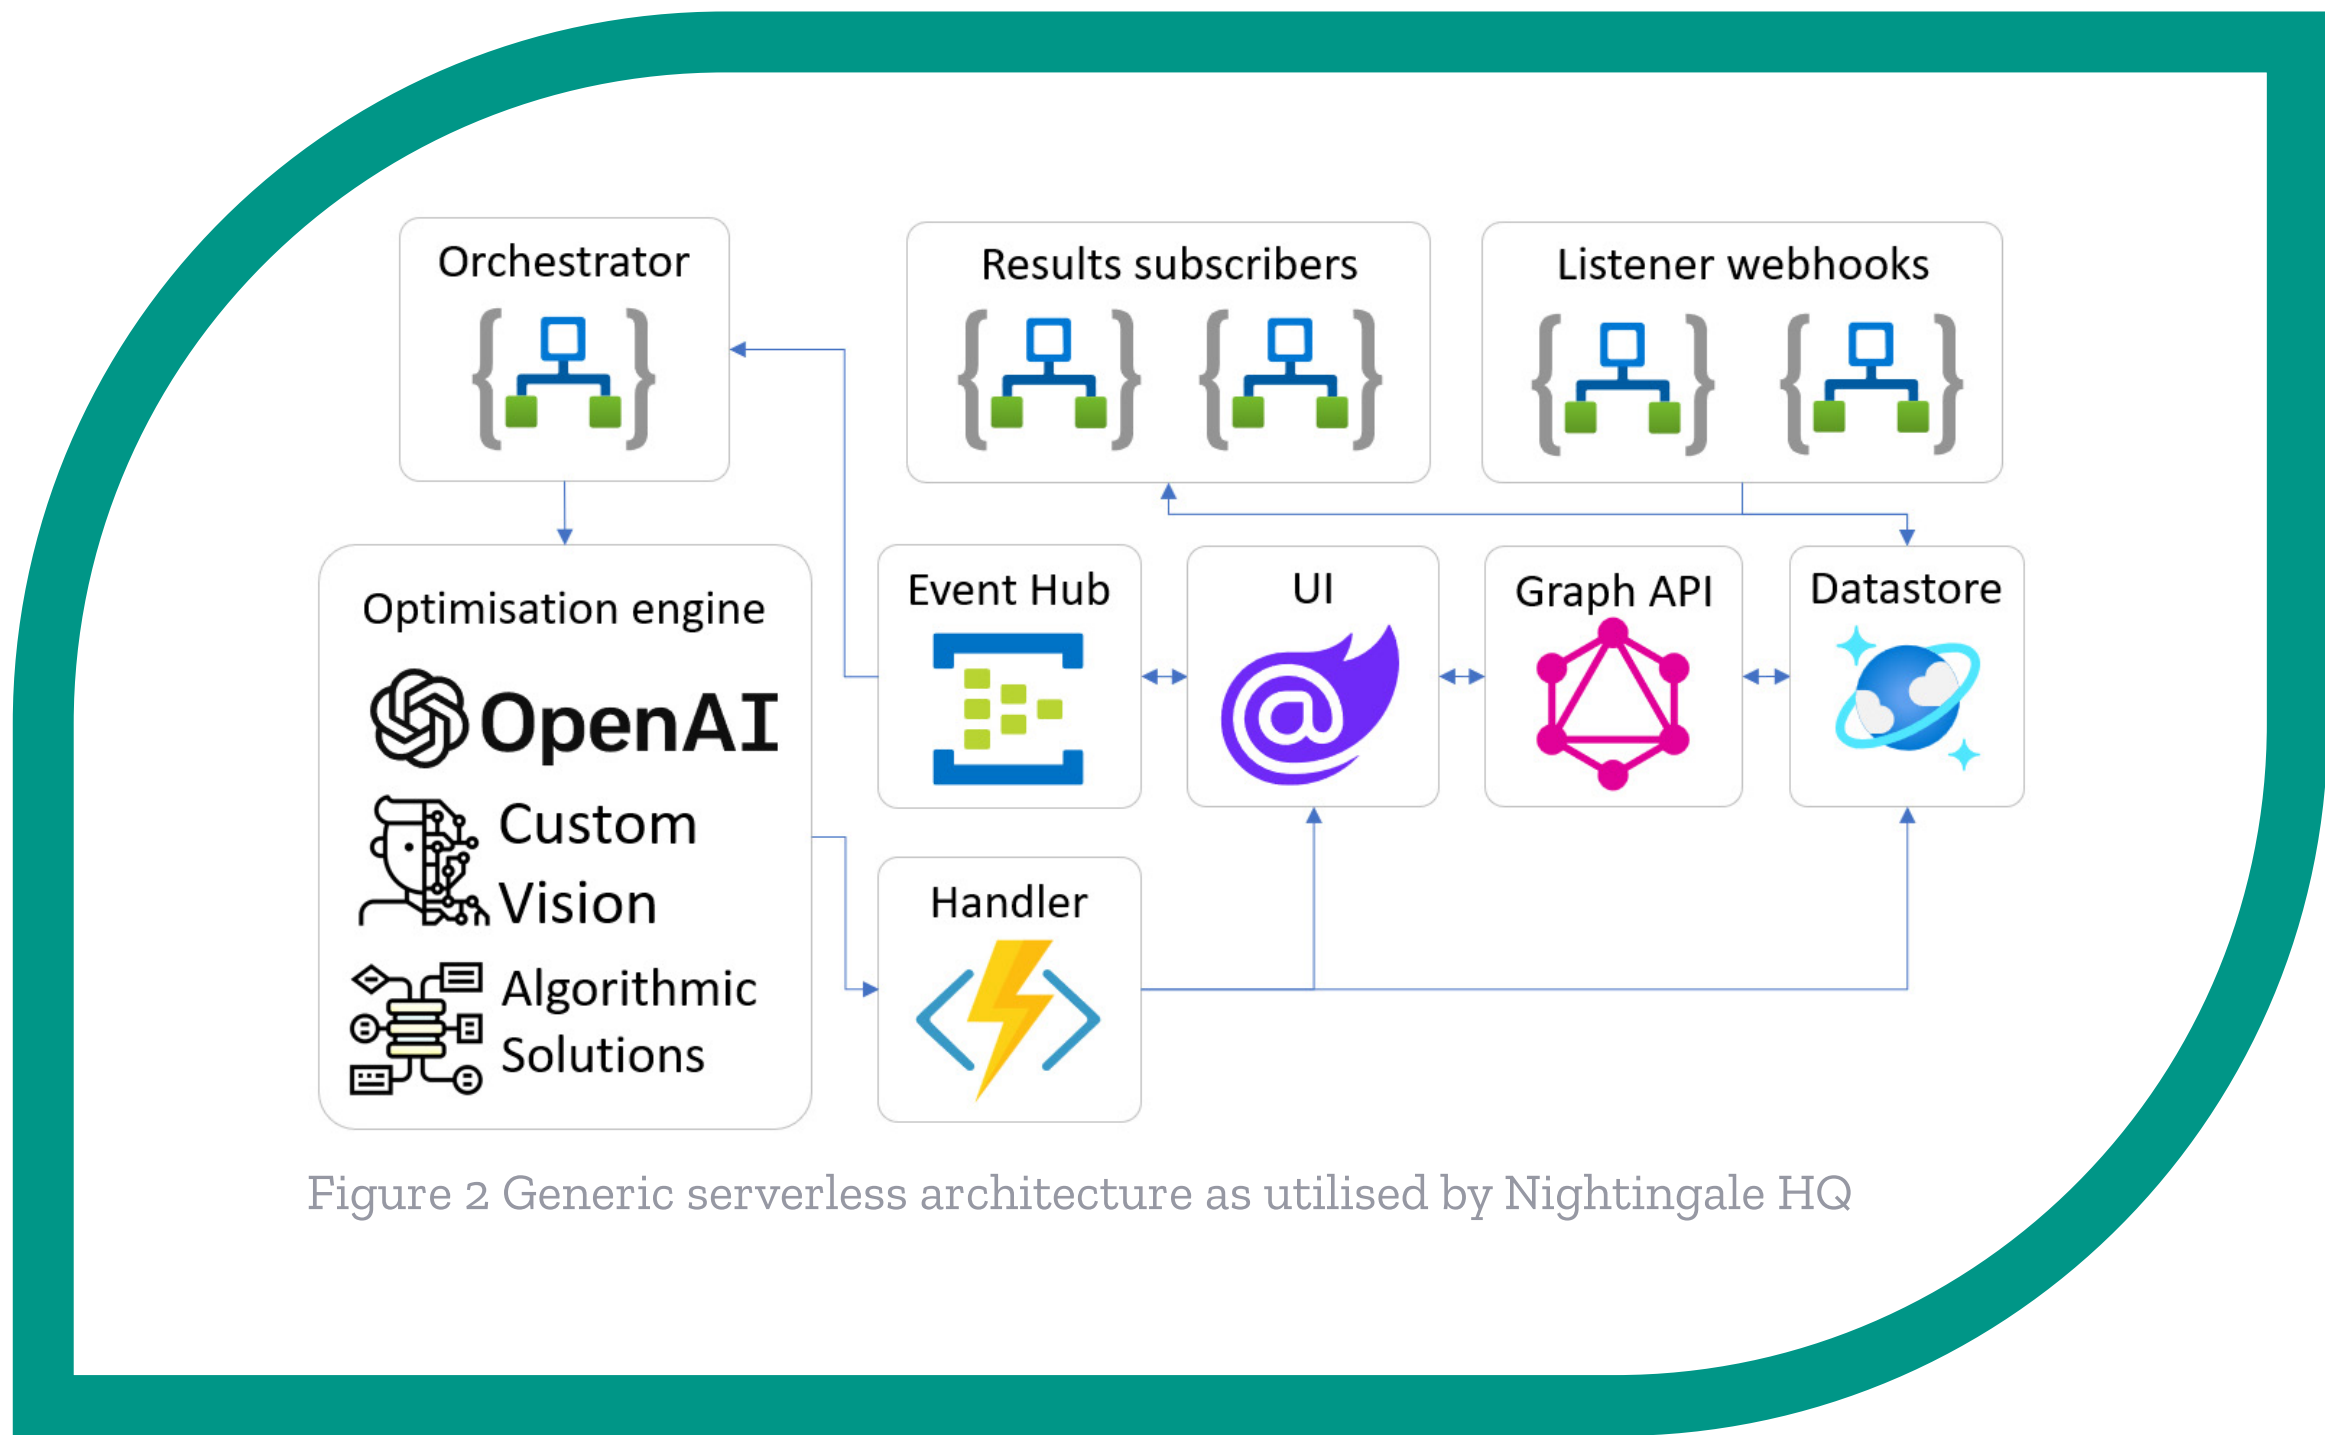 Orchestrator
Results subscribers
Listener webhooks
Optimisation engine
OpenAI
Custom
Vision
Algorithmic
Solutions
Event Hub
UI
Graph API
Datastore
Handler
Figure 2 Generic serverless architecture as utilised by Nightingale HQ